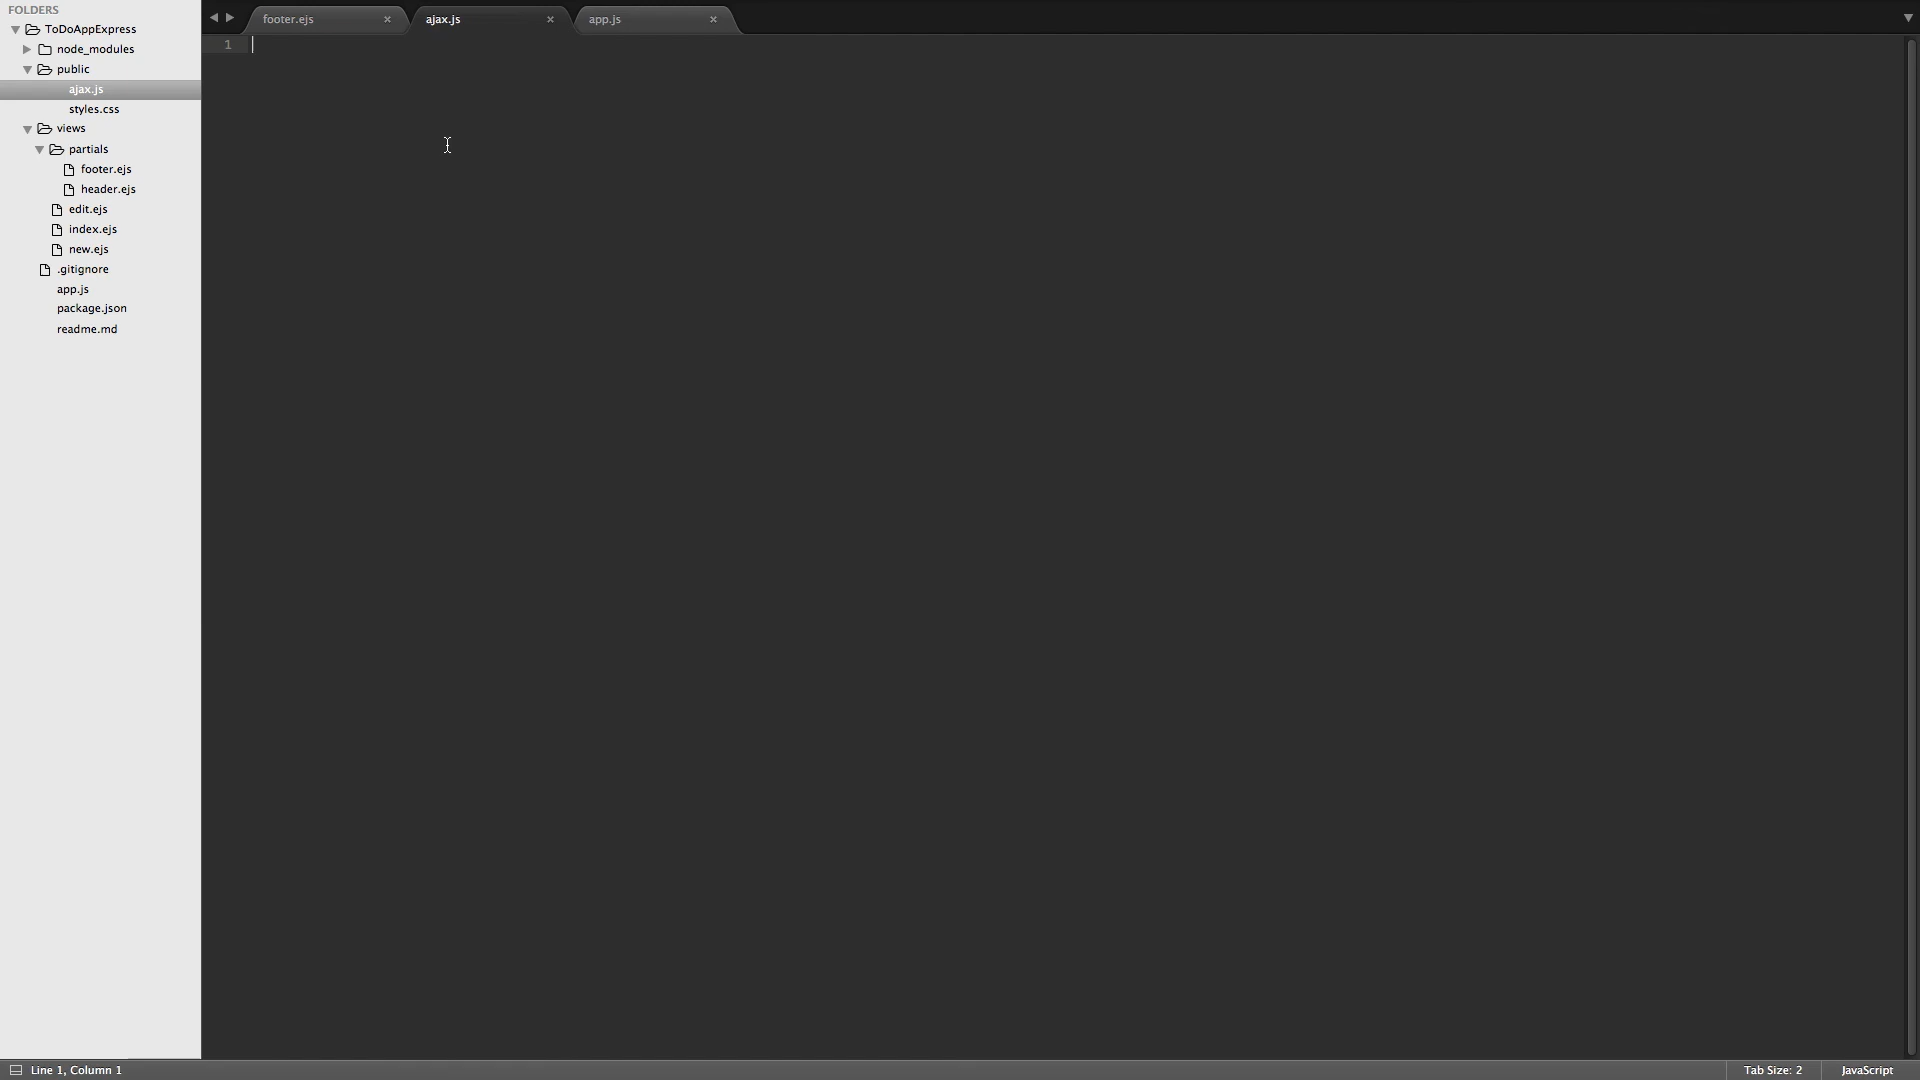 FOLDERS
ToDoAppExpress
node_modules
public
ajax.js
styles.css
views
partials
footer.ejs
header.ejs
edit.ejs
index.ejs
new.ejs
.gitignore
app.js
package.json
readme.md
footer.ejs × ajax.js × app.js ×
1
Line 1, Column 1 Tab Size: 2 JavaScript